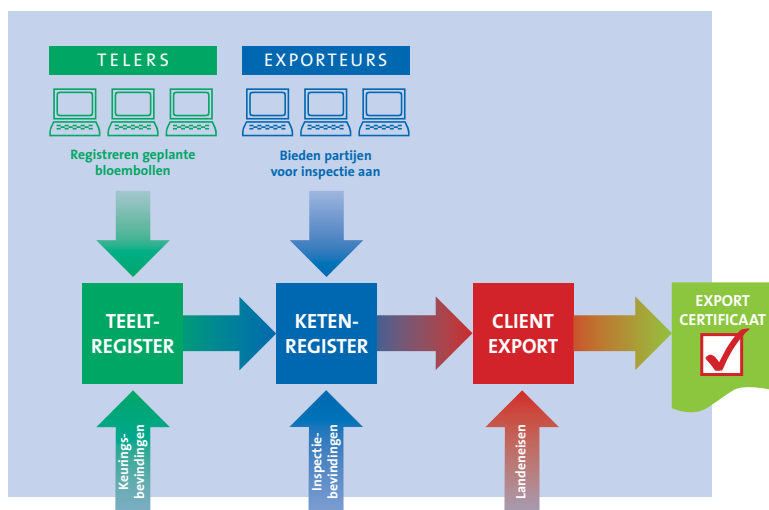 TELERS
EXPORTEURS
Registreren geplante
bloembollen
Bieden partijen
voor inspectie aan
TEELT-
REGISTER
KETEN-
REGISTER
CLIENT
EXPORT
EXPORT
CERTIFICAAT
Keurings-
bevindingen
Inspectie-
bevindingen
Landeneisen